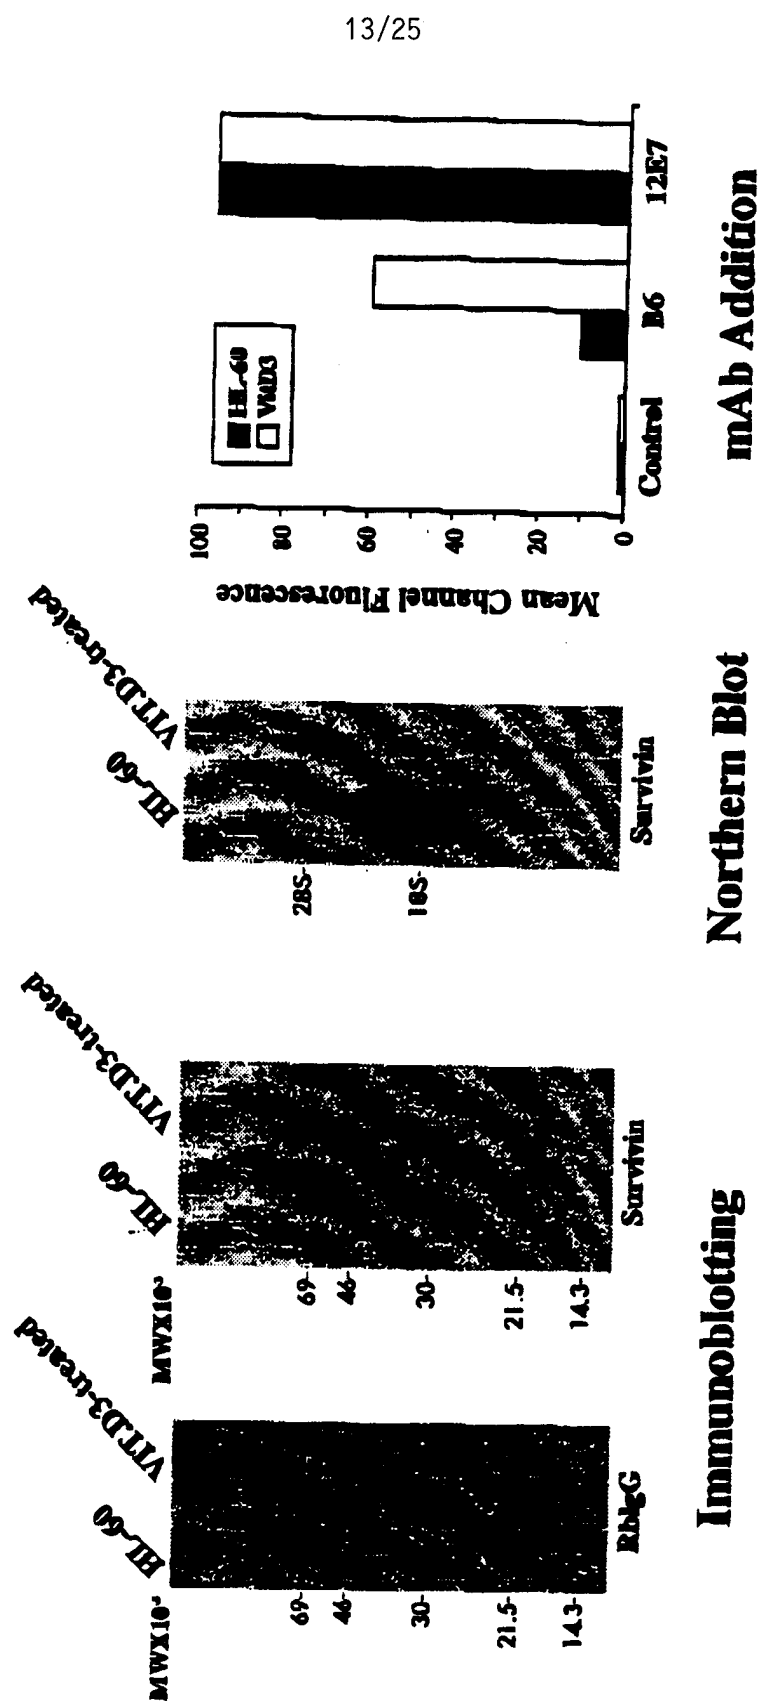 13/25
MWX10⁻³
HL-60
VIT.D3-treated
69-
46-
30-
21.5-
14.3-
RbIgG
MWX10⁻³
HL-60
VIT.D3-treated
69-
46-
30-
21.5-
14.3-
Survivin
Immunoblotting
HL-60
VIT.D3-treated
28S-
18S-
Survivin
Northern Blot
Mean Channel Fluorescence
100
80
60
40
20
0
HL-60
VitD3
Control
B6
12E7
mAb Addition